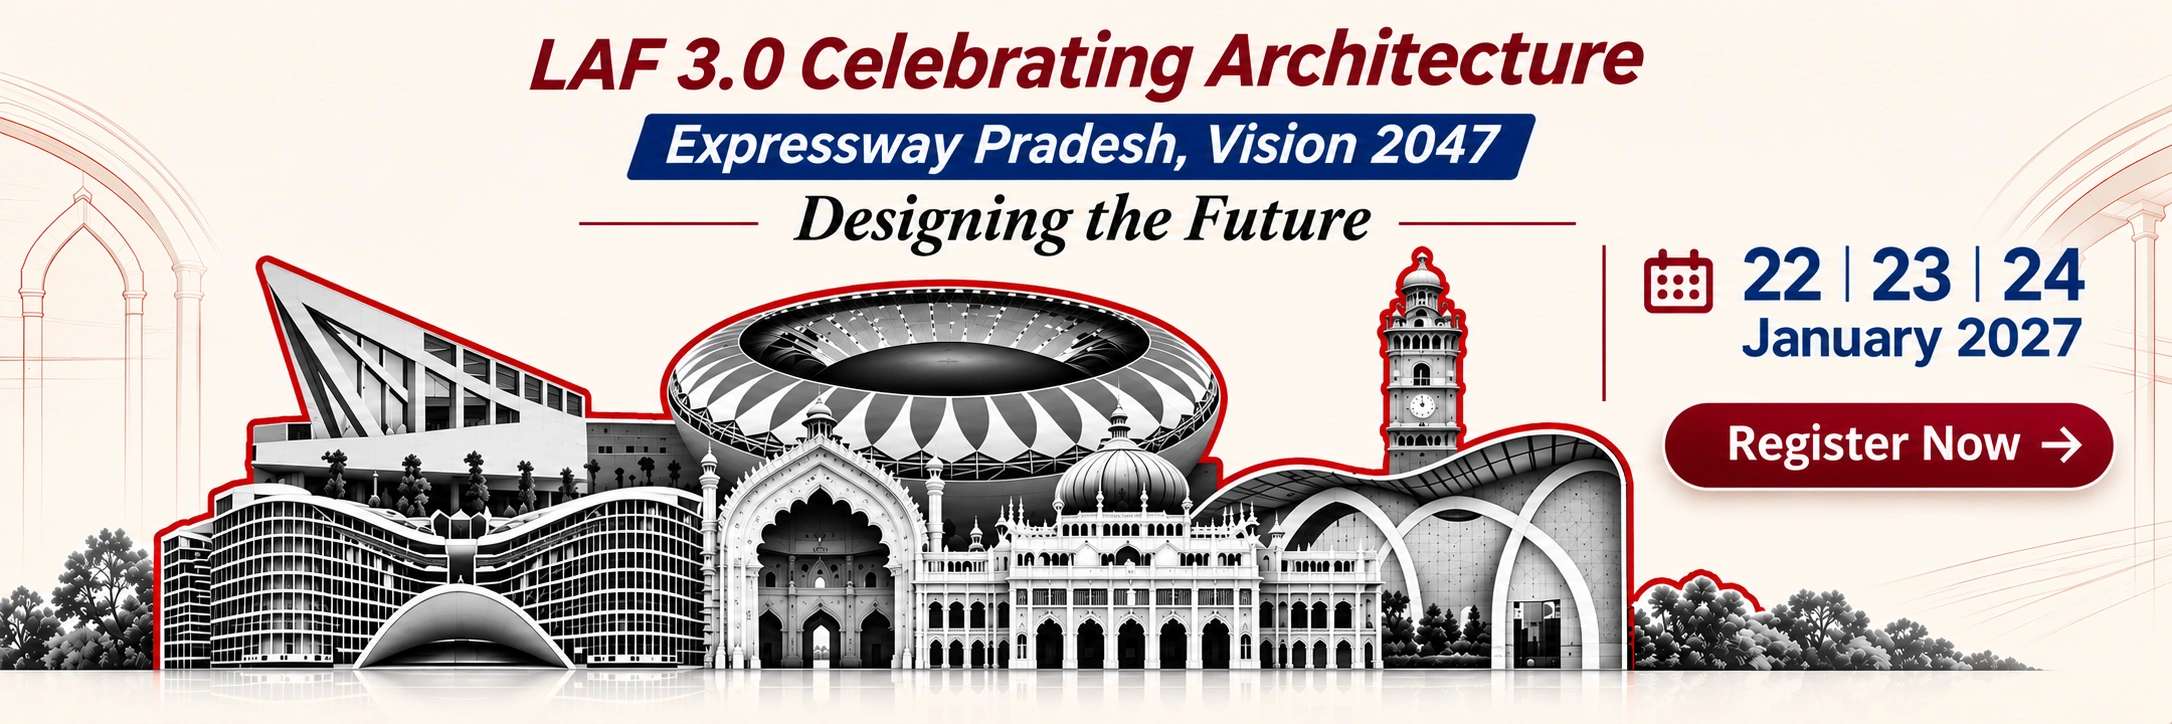 LAF 3.0 Celebrating Architecture
Expressway Pradesh, Vision 2047
Designing the Future
22 | 23 | 24
January 2027
Register Now →